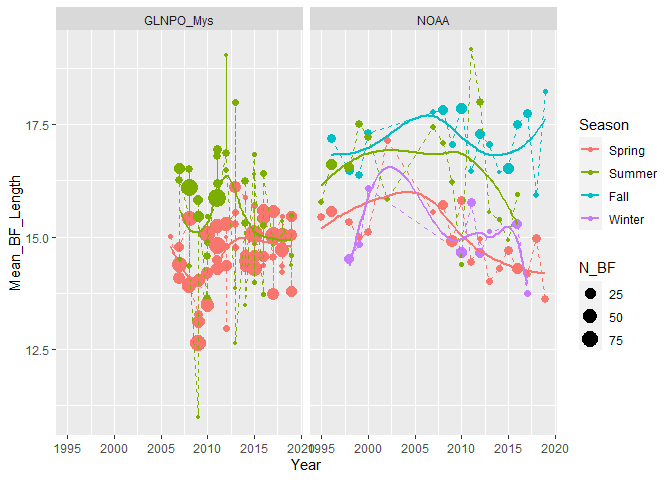 GLNPO_Mys
NOAA
17.5
15.0
12.5
Mean_BF_Length
1995
2000
2005
2010
2015
2020
1995
2000
2005
2010
2015
2020
Year
Season
Spring
Summer
Fall
Winter
N_BF
25
50
75